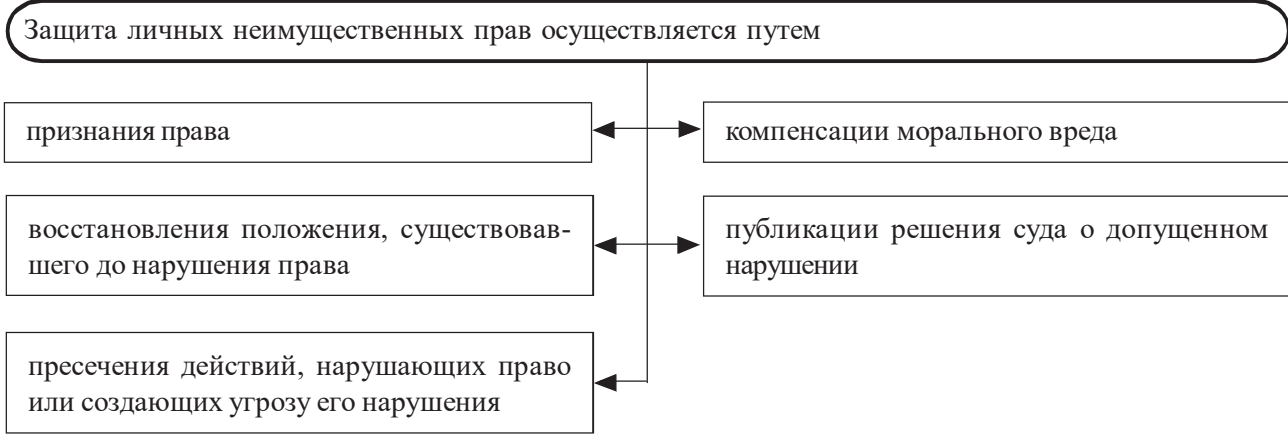 Защита личных неимущественных прав осуществляется путем
признания права
компенсации морального вреда
восстановления положения, существовав-
шего до нарушения права
публикации решения суда о допущенном
нарушении
пресечения действий, нарушающих право
или создающих угрозу его нарушения